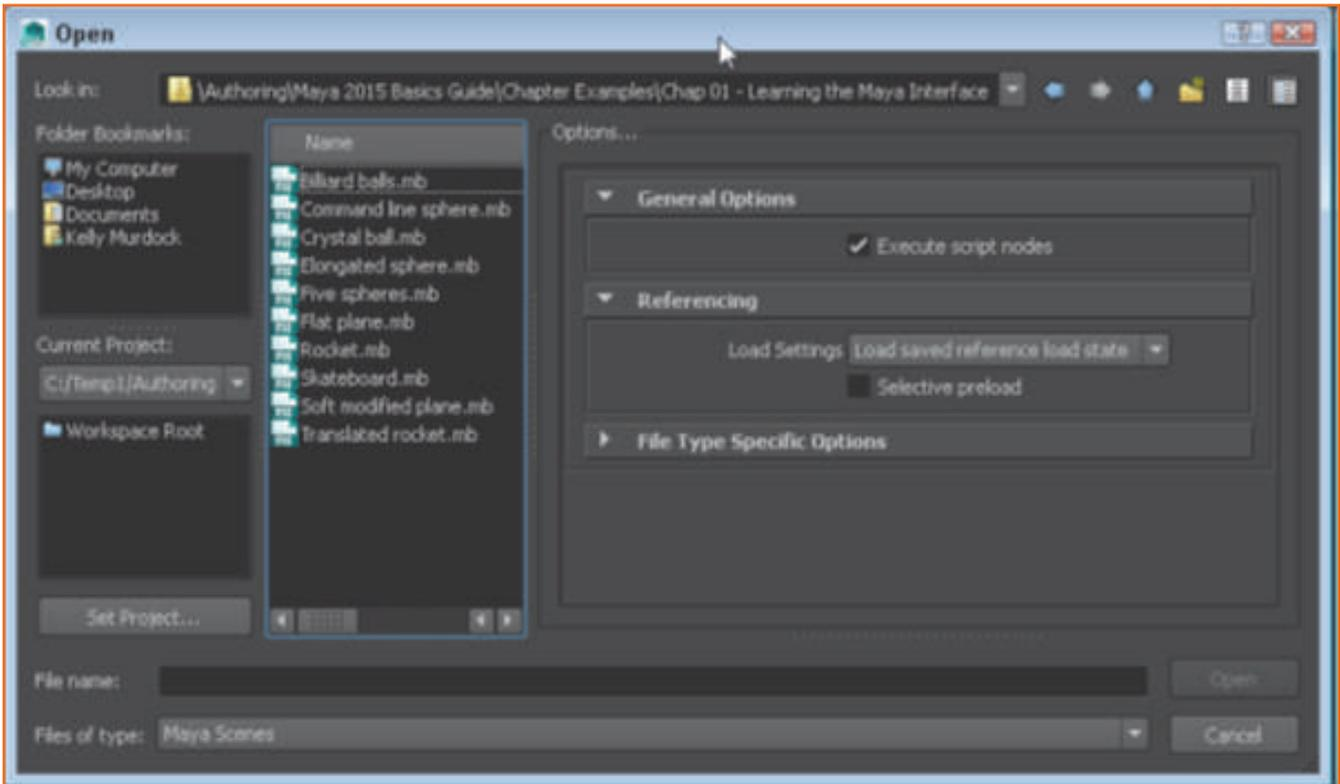 Open
Look in: \Authoring\Maya 2015 Basics Guide\Chapter Examples\Chap 01 - Learning the Maya Interface
Folder Bookmarks:
My Computer
Desktop
Documents
Kelly Murdock
Current Project:
C:/Temp1/Authoring
Workspace Root
Set Project...
Name
Billiard balls.mb
Command line sphere.mb
Crystal ball.mb
Elongated sphere.mb
Five spheres.mb
Flat plane.mb
Rocket.mb
Skateboard.mb
Soft modified plane.mb
Translated rocket.mb
Options...
General Options
Execute script nodes
Referencing
Load Settings Load saved reference load state
Selective preload
File Type Specific Options
File name:
Open
Files of type: Maya Scenes
Cancel